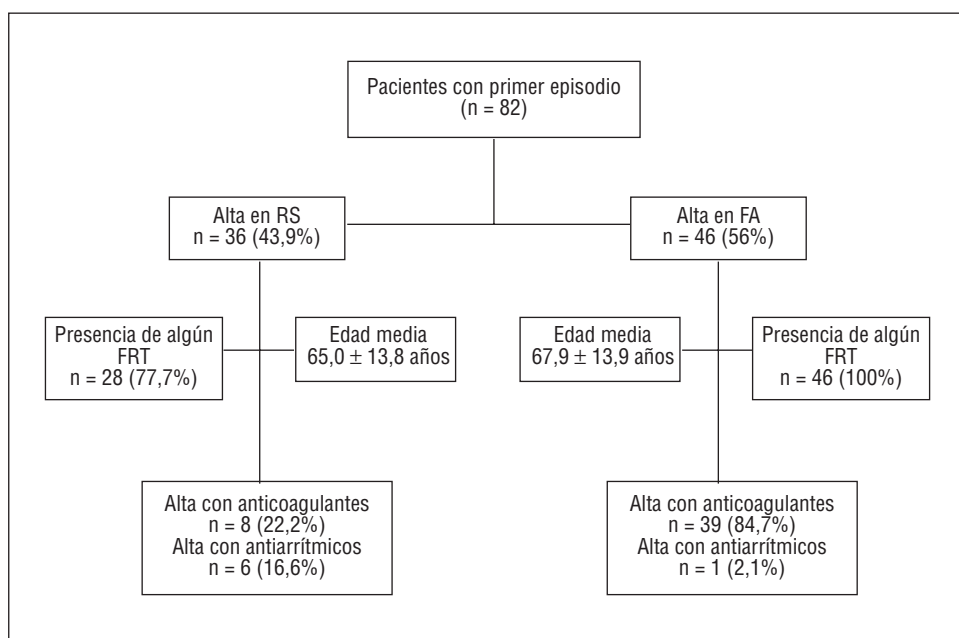 Pacientes con primer episodio
(n = 82)
Alta en RS
n = 36 (43,9%)
Alta en FA
n = 46 (56%)
Presencia de algún
FRT
n = 28 (77,7%)
Edad media
65,0 ± 13,8 años
Edad media
67,9 ± 13,9 años
Presencia de algún
FRT
n = 46 (100%)
Alta con anticoagulantes
n = 8 (22,2%)
Alta con antiarrítmicos
n = 6 (16,6%)
Alta con anticoagulantes
n = 39 (84,7%)
Alta con antiarrítmicos
n = 1 (2,1%)